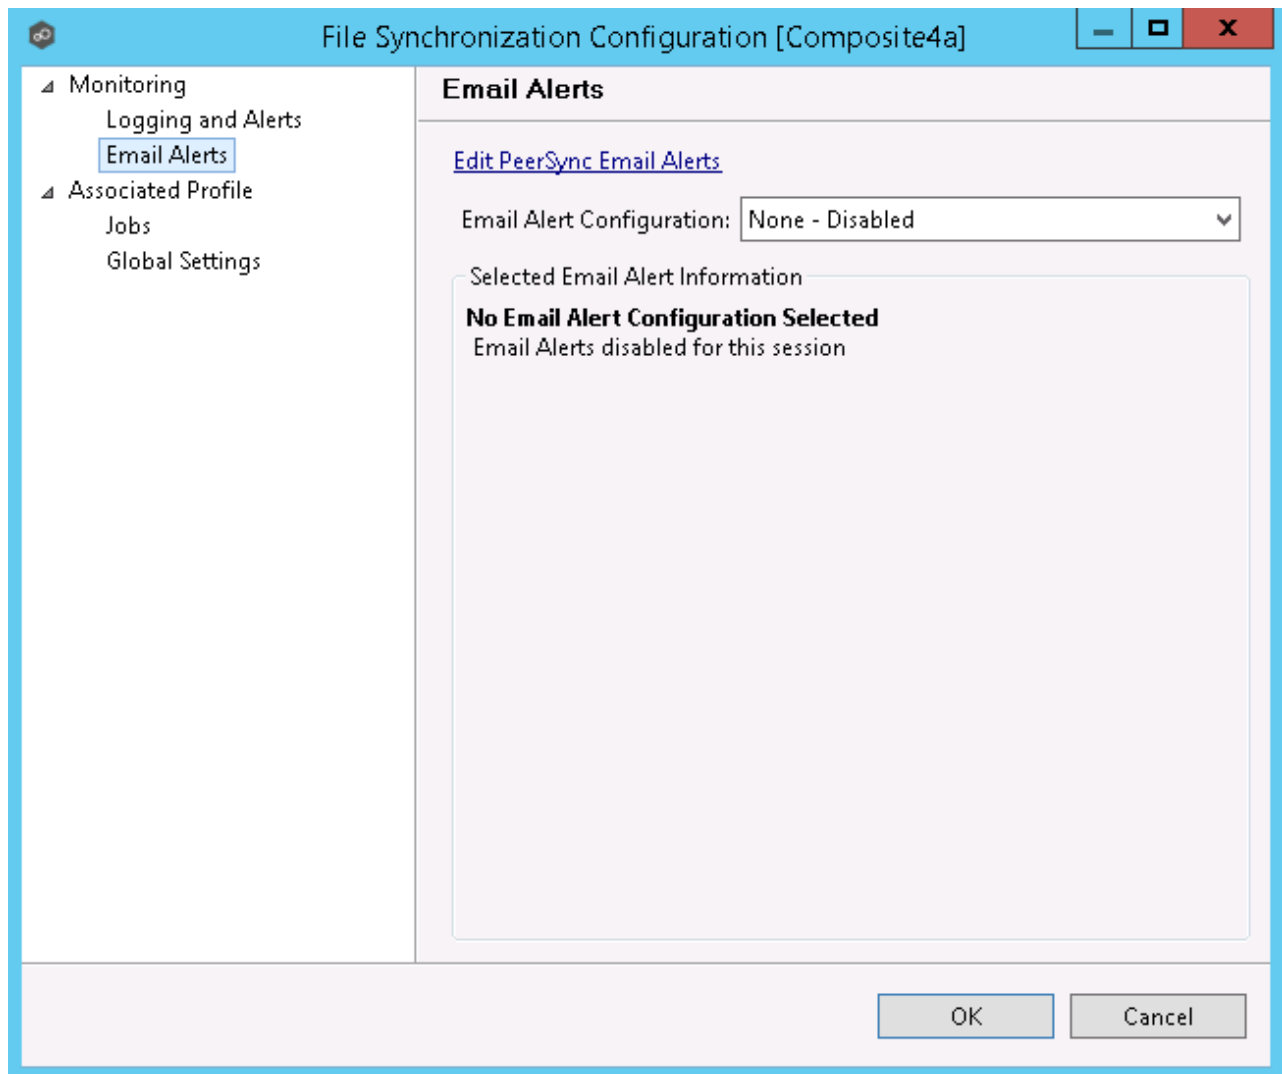 File Synchronization Configuration [Composite4a]
Monitoring
Logging and Alerts
Email Alerts
Associated Profile
Jobs
Global Settings
Email Alerts
Edit PeerSync Email Alerts
Email Alert Configuration: None - Disabled
Selected Email Alert Information
No Email Alert Configuration Selected
Email Alerts disabled for this session
OK Cancel